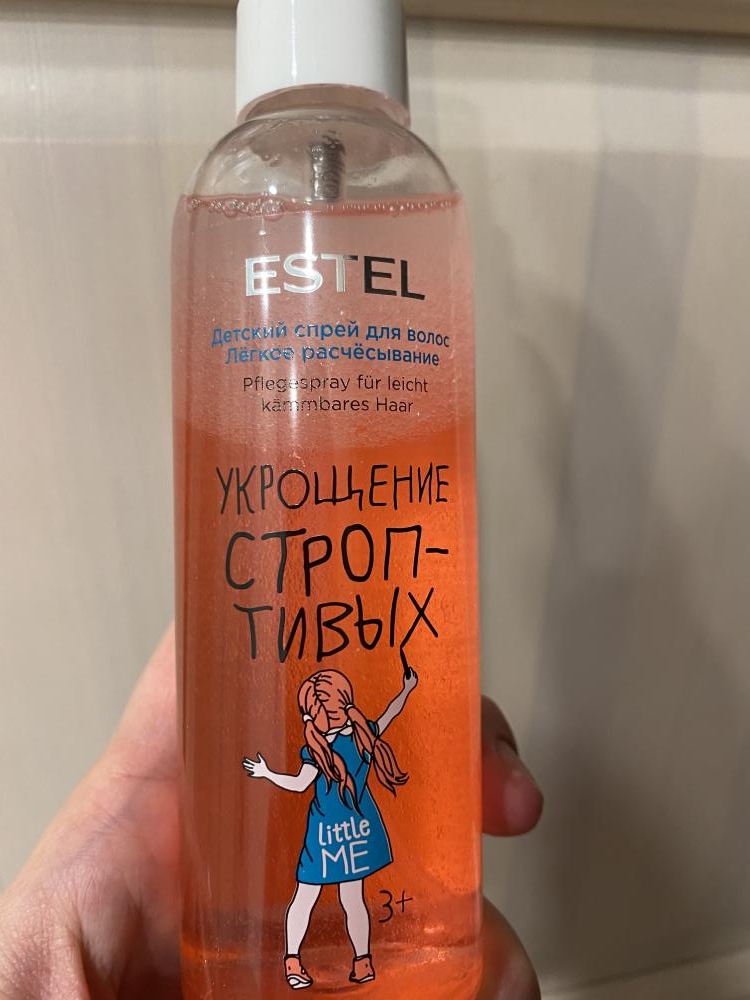 ESTEL
Детский спрей для волос
Лёгкое расчёсывание
Pflegespray für leicht
kämmbares Haar
УКРОЩЕНИЕ
СТРОП-
ТИВЫХ
little
ME
3+